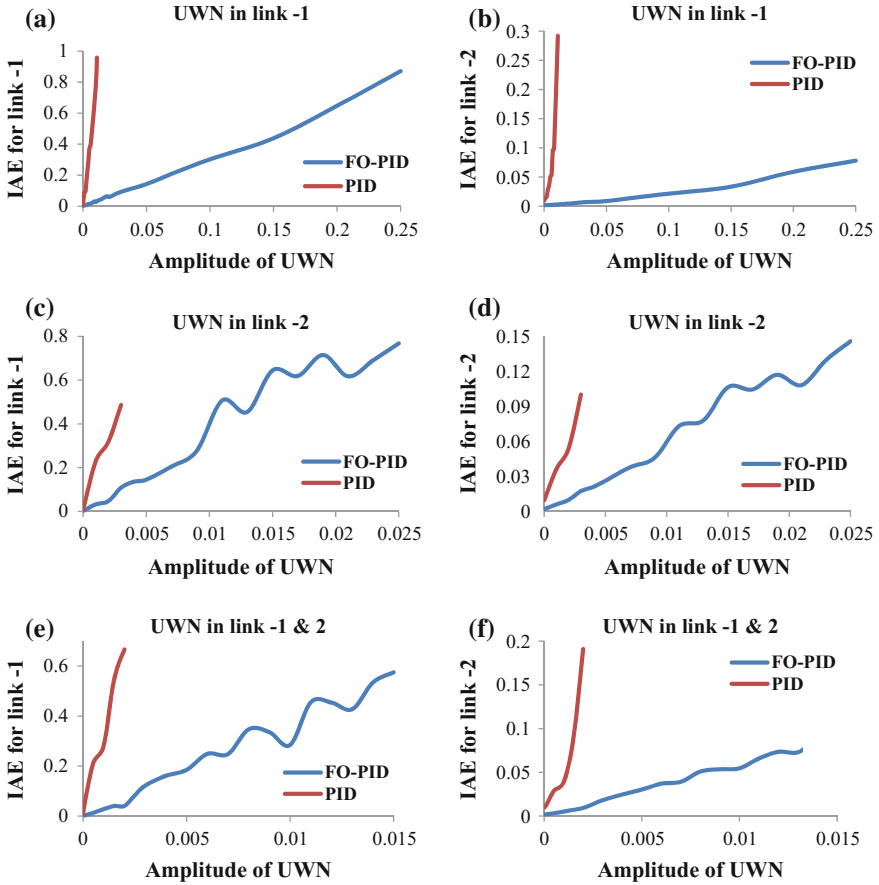 (a)
UWN in link -1
IAE for link -1
1
0.8
0.6
0.4
0.2
0
FO-PID
PID
0 0.05 0.1 0.15 0.2 0.25
Amplitude of UWN
(b)
UWN in link -1
IAE for link -2
0.3
0.25
0.2
0.15
0.1
0.05
0
FO-PID
PID
0 0.05 0.1 0.15 0.2 0.25
Amplitude of UWN
(c)
UWN in link -2
IAE for link -1
0.8
0.6
0.4
0.2
0
FO-PID
PID
0 0.005 0.01 0.015 0.02 0.025
Amplitude of UWN
(d)
UWN in link -2
IAE for link -2
0.15
0.12
0.09
0.06
0.03
0
FO-PID
PID
0 0.005 0.01 0.015 0.02 0.025
Amplitude of UWN
(e)
UWN in link -1 & 2
IAE for link -1
0.6
0.4
0.2
0
FO-PID
PID
0 0.005 0.01 0.015
Amplitude of UWN
(f)
UWN in link -1 & 2
IAE for link -2
0.2
0.15
0.1
0.05
0
FO-PID
PID
0 0.005 0.01 0.015
Amplitude of UWN